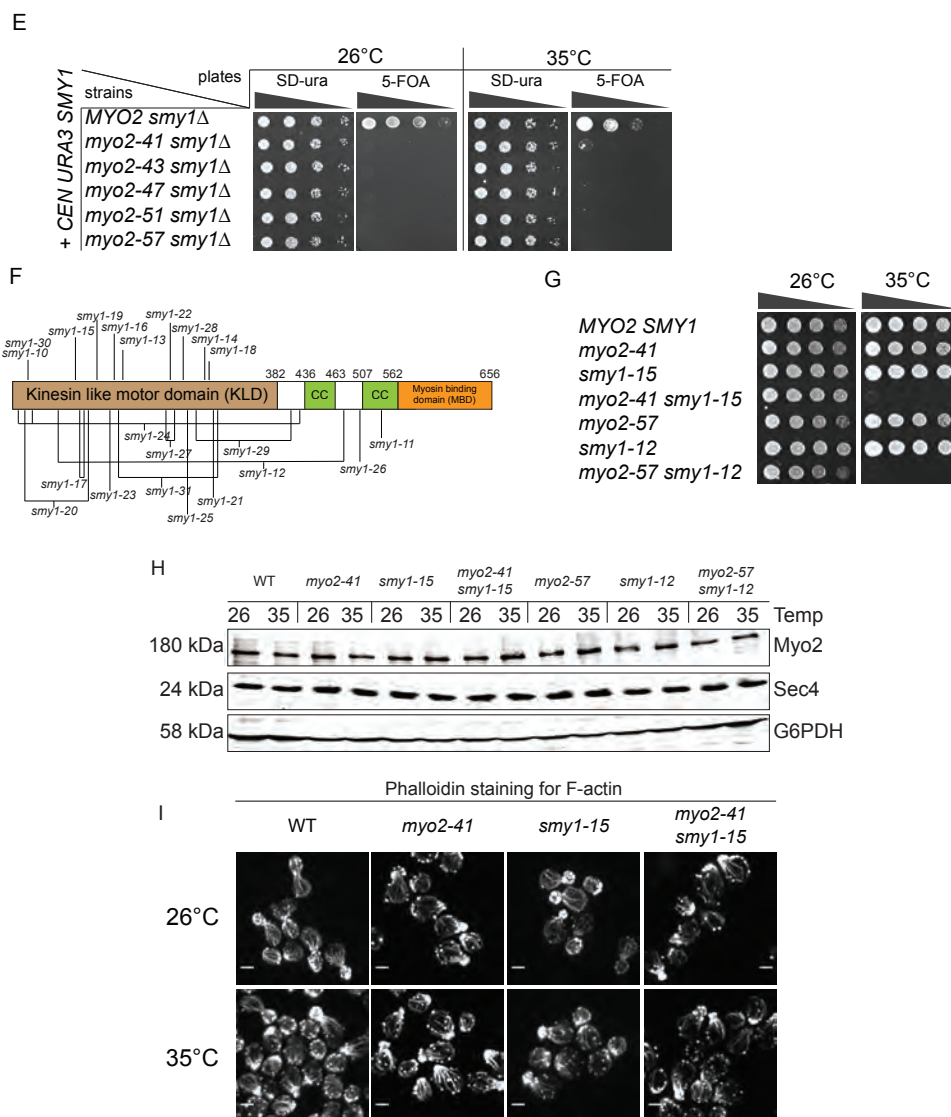 E
26°C 35°C
plates SD-ura 5-FOA SD-ura 5-FOA
strains
+ CEN URA3 SMY1
MYO2 smy1Δ
myo2-41 smy1Δ
myo2-43 smy1Δ
myo2-47 smy1Δ
myo2-51 smy1Δ
myo2-57 smy1Δ
F
smy1-19 smy1-22
smy1-15 smy1-16 smy1-28
smy1-30 smy1-13 smy1-14
smy1-10 smy1-18
382 436 463 507 562 656
Kinesin like motor domain (KLD) CC CC Myosin binding domain (MBD)
smy1-24 smy1-11
smy1-27 smy1-29
smy1-12 smy1-26
smy1-17
smy1-23 smy1-31 smy1-21
smy1-20 smy1-25
G
26°C 35°C
MYO2 SMY1
myo2-41
smy1-15
myo2-41 smy1-15
myo2-57
smy1-12
myo2-57 smy1-12
H
WT myo2-41 smy1-15 myo2-41 smy1-15 myo2-57 smy1-12 myo2-57 smy1-12
26 35 26 35 26 35 26 35 26 35 26 35 26 35 Temp
180 kDa Myo2
24 kDa Sec4
58 kDa G6PDH
Phalloidin staining for F-actin
I
WT myo2-41 smy1-15 myo2-41 smy1-15
26°C
35°C